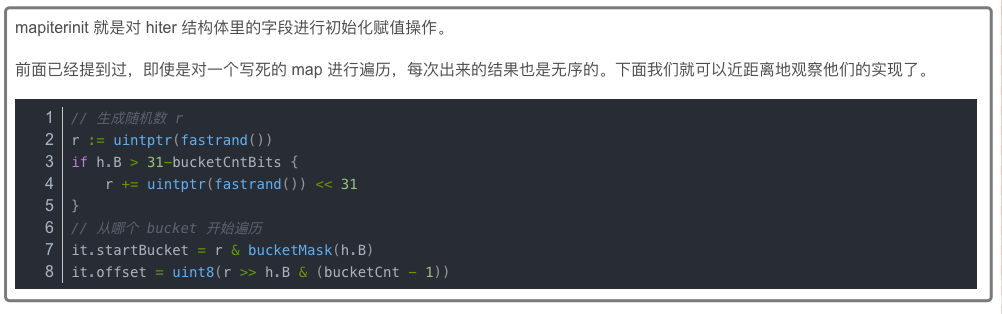 mapiterinit 就是对 hiter 结构体里的字段进行初始化赋值操作。
前面已经提到过，即使是对一个写死的 map 进行遍历，每次出来的结果也是无序的。下面我们就可以近距离地观察他们的实现了。
1 // 生成随机数 r
2 r := uintptr(fastrand())
3 if h.B > 31-bucketCntBits {
4     r += uintptr(fastrand()) << 31
5 }
6 // 从哪个 bucket 开始遍历
7 it.startBucket = r & bucketMask(h.B)
8 it.offset = uint8(r >> h.B & (bucketCnt - 1))